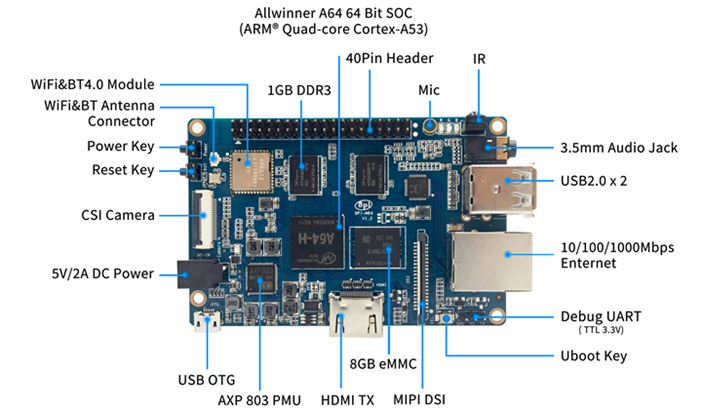 Allwinner A64 64 Bit SOC
(ARM® Quad-core Cortex-A53)
40Pin Header
IR
WiFi&BT4.0 Module
1GB DDR3
Mic
WiFi&BT Antenna
Connector
Power Key
3.5mm Audio Jack
Reset Key
USB2.0 x 2
CSI Camera
BPI-M64
V1.2
A64-H
10/100/1000Mbps
Enternet
5V/2A DC Power
HDMI
Debug UART
( TTL 3.3V)
Uboot Key
8GB eMMC
USB OTG
AXP 803 PMU
HDMI TX
MIPI DSI